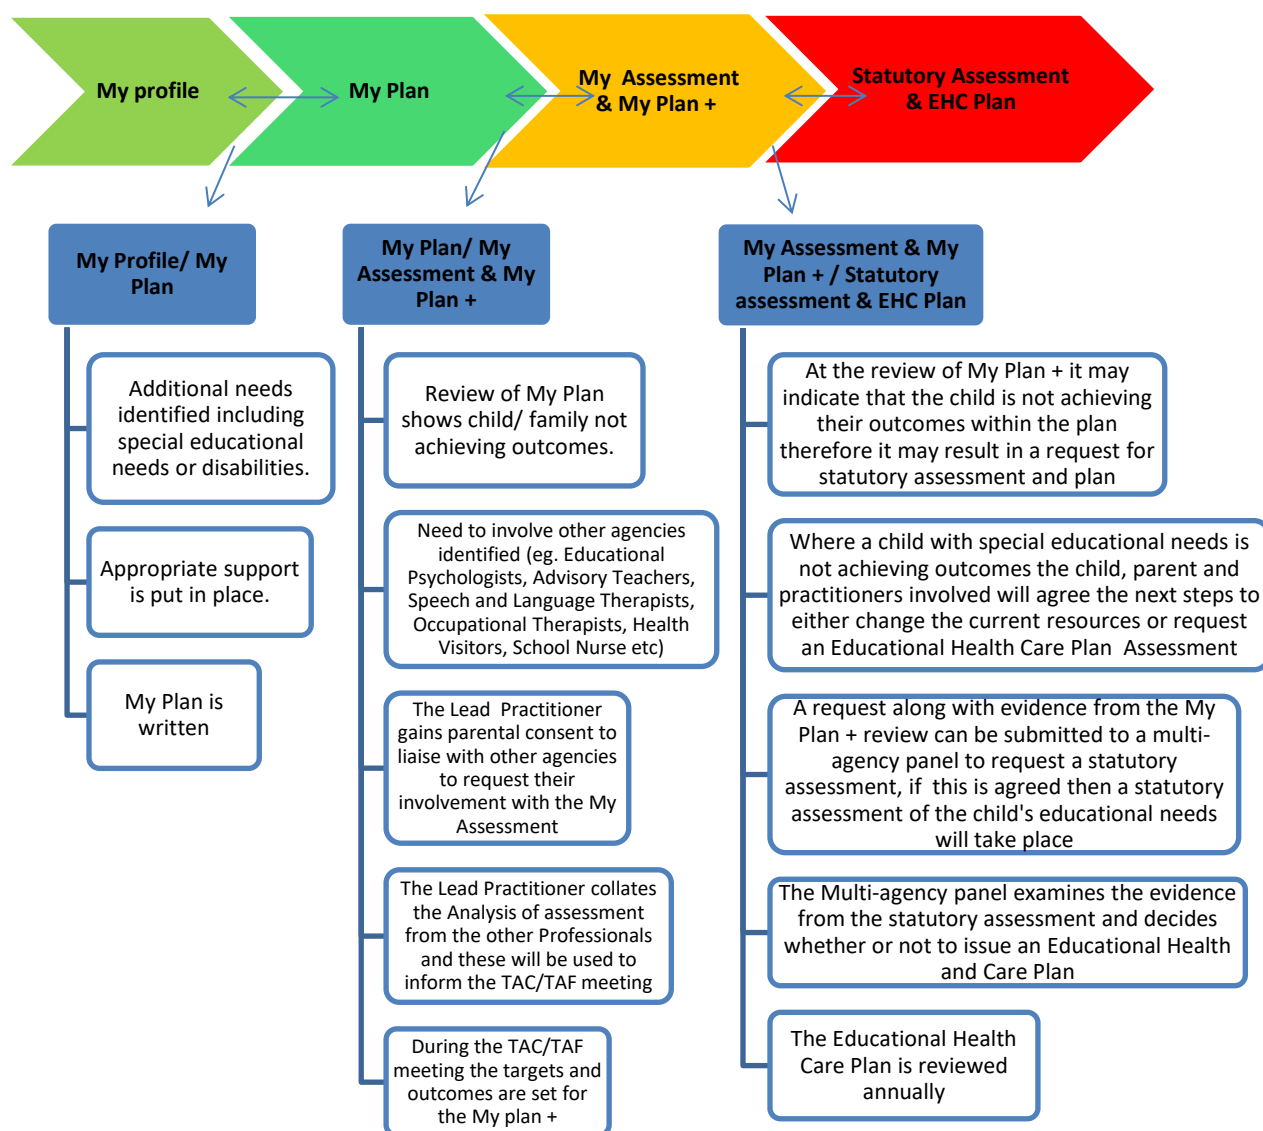 My profile
My Plan
My  Assessment
& My Plan +
Statutory Assessment
& EHC Plan
My Profile/ My
Plan
Additional needs
identified including
special educational
needs or disabilities.
Appropriate support
is put in place.
My Plan is
written
My Plan/ My
Assessment & My
Plan +
Review of My Plan
shows child/ family not
achieving outcomes.
Need to involve other agencies
identified (eg. Educational
Psychologists, Advisory Teachers,
Speech and Language Therapists,
Occupational Therapists, Health
Visitors, School Nurse etc)
The Lead  Practitioner
gains parental consent to
liaise with other agencies
to request their
involvement with the My
Assessment
The Lead Practitioner collates
the Analysis of assessment
from the other Professionals
and these will be used to
inform the TAC/TAF meeting
During the TAC/TAF
meeting the targets and
outcomes are set for
the My plan +
My Assessment & My
Plan + / Statutory
assessment & EHC Plan
At the review of My Plan + it may
indicate that the child is not achieving
their outcomes within the plan
therefore it may result in a request for
statutory assessment and plan
Where a child with special educational needs is
not achieving outcomes the child, parent and
practitioners involved will agree the next steps to
either change the current resources or request
an Educational Health Care Plan  Assessment
A request along with evidence from the My
Plan + review can be submitted to a multi-
agency panel to request a statutory
assessment, if  this is agreed then a statutory
assessment of the child's educational needs
will take place
The Multi-agency panel examines the evidence
from the statutory assessment and decides
whether or not to issue an Educational Health
and Care Plan
The Educational Health
Care Plan is reviewed
annually